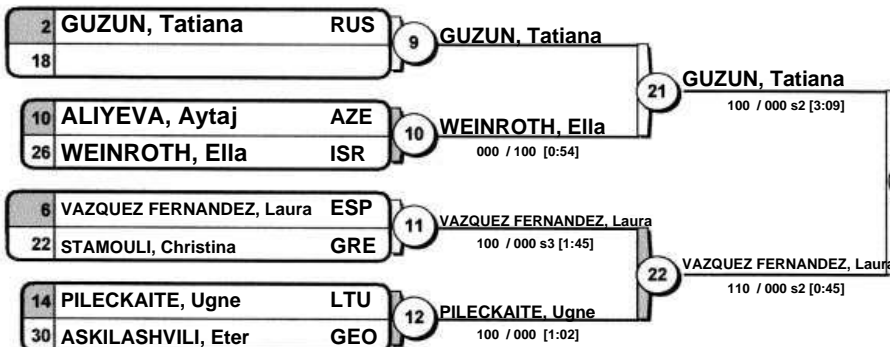 2 GUZUN, Tatiana RUS
18
9 GUZUN, Tatiana
10 ALIYEVA, Aytaj AZE
26 WEINROTH, Ella ISR
10 WEINROTH, Ella
000 / 100 [0:54]
21 GUZUN, Tatiana
100 / 000 s2 [3:09]
6 VAZQUEZ FERNANDEZ, Laura ESP
22 STAMOULI, Christina GRE
11 VAZQUEZ FERNANDEZ, Laura
100 / 000 s3 [1:45]
14 PILECKAITE, Ugne LTU
30 ASKILASHVILI, Eter GEO
12 PILECKAITE, Ugne
100 / 000 [1:02]
22 VAZQUEZ FERNANDEZ, Laura
110 / 000 s2 [0:45]